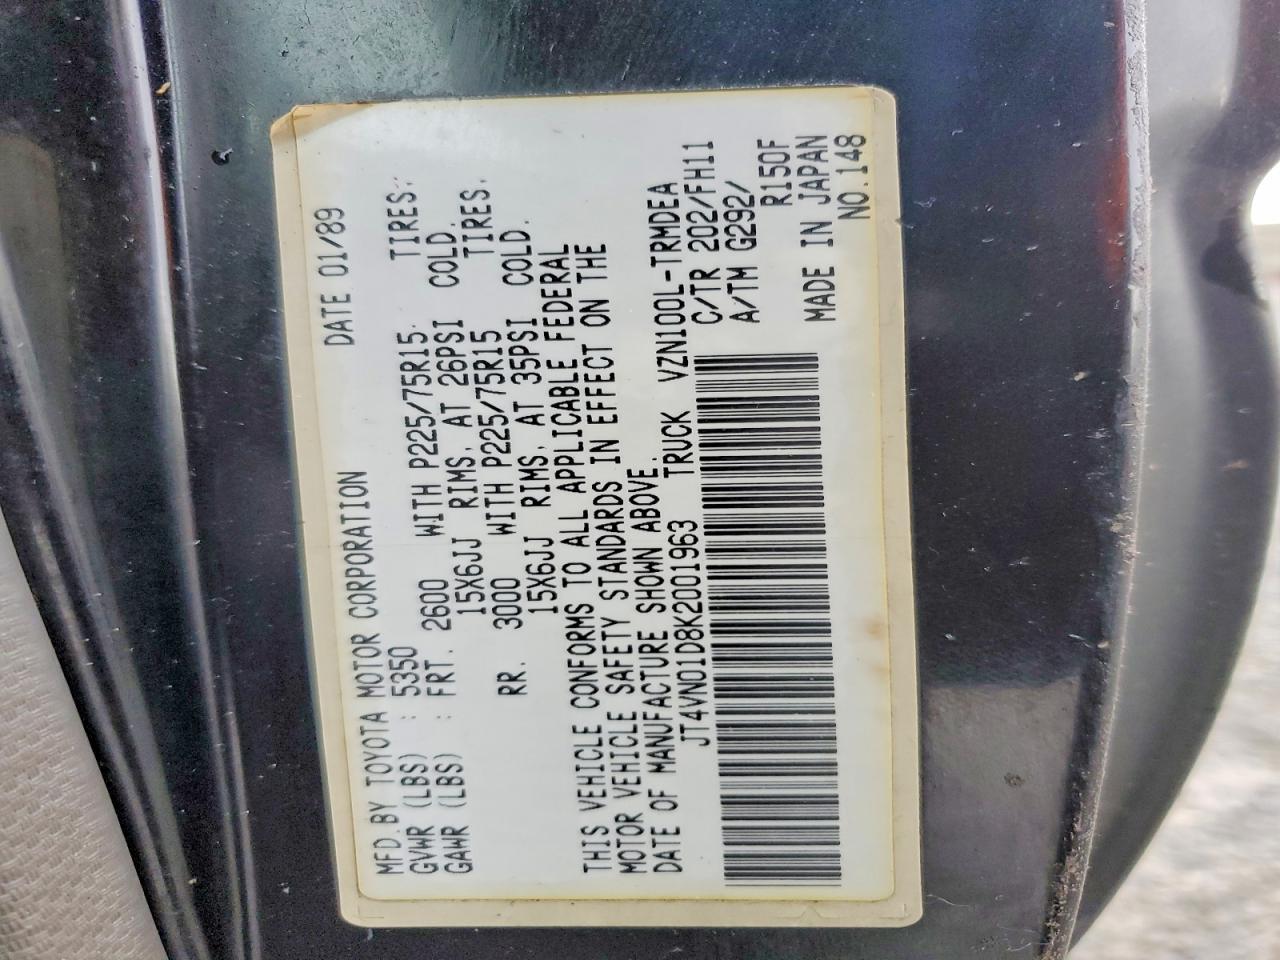 MFD.BY TOYOTA MOTOR CORPORATION DATE 01/89
GVWR (LBS) : 5350
GAWR (LBS) : FRT. 2600 WITH P225/75R15. TIRES.
15X6JJ RIMS. AT 26PSI COLD.
RR. 3000 WITH P225/75R15 TIRES.
15X6JJ RIMS. AT 35PSI COLD.
THIS VEHICLE CONFORMS TO ALL APPLICABLE FEDERAL
MOTOR VEHICLE SAFETY STANDARDS IN EFFECT ON THE
DATE OF MANUFACTURE SHOWN ABOVE.
JT4VN01D8K2001963 TRUCK VZN100L-TRMDEA
C/TR 202/FH11
A/TM G292/
R150F
MADE IN JAPAN
NO.148